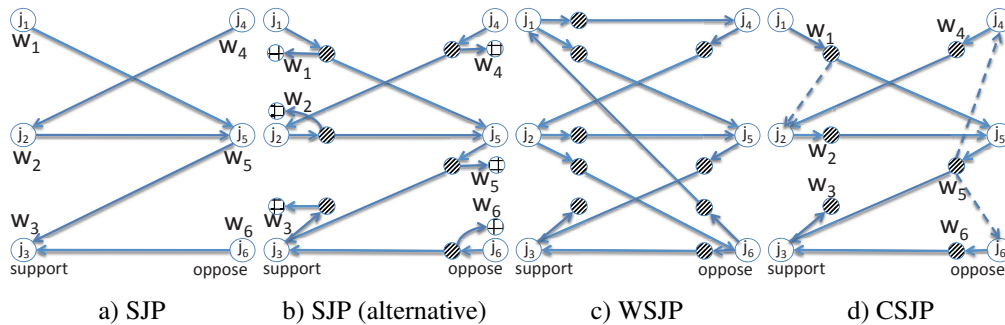 j1 j4 j1 j4 j1 j4 j1 j4
w1 w4 w1 w4 w1 w4
w2
j2 j5 j2 j5 j2 j5 j2 j5
w2 w5 w2
w5 w5
w3 w6 w3 w6 w3 w6
j3 j6 j3 j6 j3 j6 j3 j6
support oppose support oppose support oppose support oppose
a) SJP b) SJP (alternative) c) WSJP d) CSJP